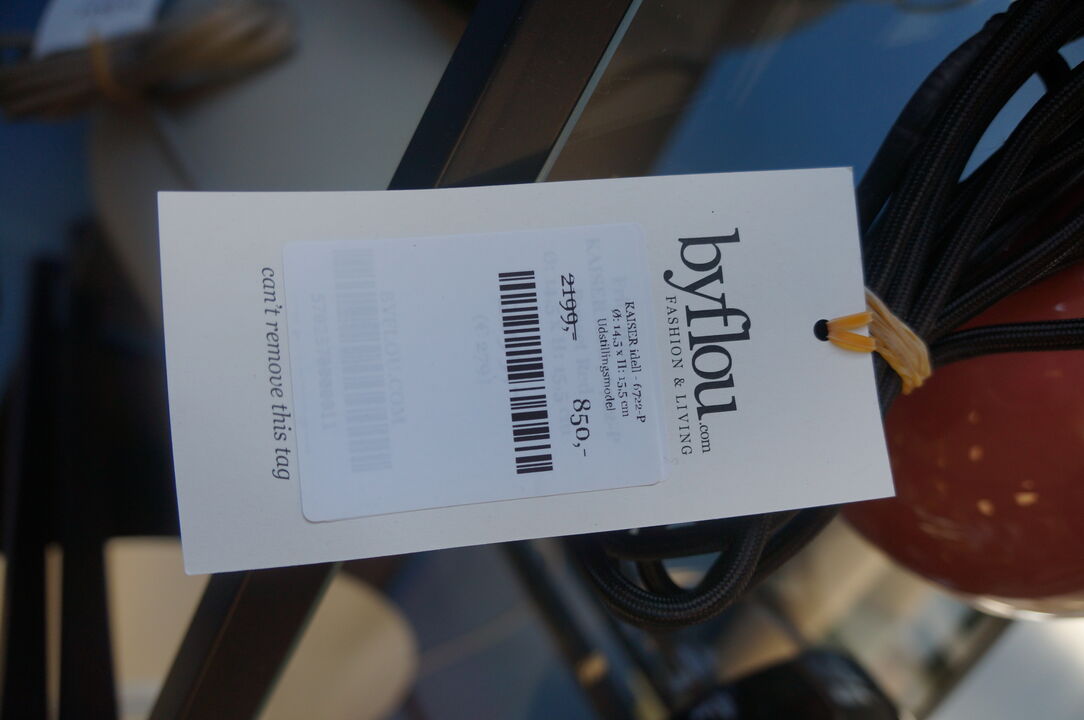 byflou.com
FASHION & LIVING
KAISER idell - 6722-P
Ø: 14,5 x H: 15,5 cm
Udstillingsmodel
2199,- 850,-
can't remove this tag